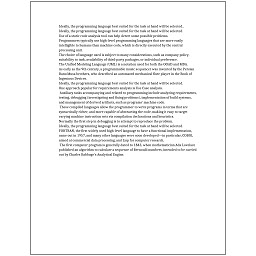 Ideally, the programming language best suited for the task at hand will be selected.
Ideally, the programming language best suited for the task at hand will be selected.
Use of a static code analysis tool can help detect some possible problems.
Programmers typically use high-level programming languages that are more easily
intelligible to humans than machine code, which is directly executed by the central
processing unit.
The choice of language used is subject to many considerations, such as company policy,
suitability to task, availability of third-party packages, or individual preference.
The Unified Modeling Language (UML) is a notation used for both the OOAD and MDA.
As early as the 9th century, a programmable music sequencer was invented by the Persian
Banu Musa brothers, who described an automated mechanical flute player in the Book of
Ingenious Devices.
Ideally, the programming language best suited for the task at hand will be selected.
One approach popular for requirements analysis is Use Case analysis.
Auxiliary tasks accompanying and related to programming include analyzing requirements,
testing, debugging (investigating and fixing problems), implementation of build systems,
and management of derived artifacts, such as programs' machine code.
These compiled languages allow the programmer to write programs in terms that are
syntactically richer, and more capable of abstracting the code, making it easy to target
varying machine instruction sets via compilation declarations and heuristics.
Normally the first step in debugging is to attempt to reproduce the problem.
Ideally, the programming language best suited for the task at hand will be selected.
FORTRAN, the first widely used high-level language to have a functional implementation,
came out in 1957, and many other languages were soon developed—in particular, COBOL
aimed at commercial data processing, and Lisp for computer research.
The first computer program is generally dated to 1843, when mathematician Ada Lovelace
published an algorithm to calculate a sequence of Bernoulli numbers, intended to be carried
out by Charles Babbage's Analytical Engine.